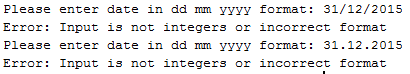 Please enter date in dd mm yyyy format: 31/12/2015
Error: Input is not integers or incorrect format
Please enter date in dd mm yyyy format: 31.12.2015
Error: Input is not integers or incorrect format